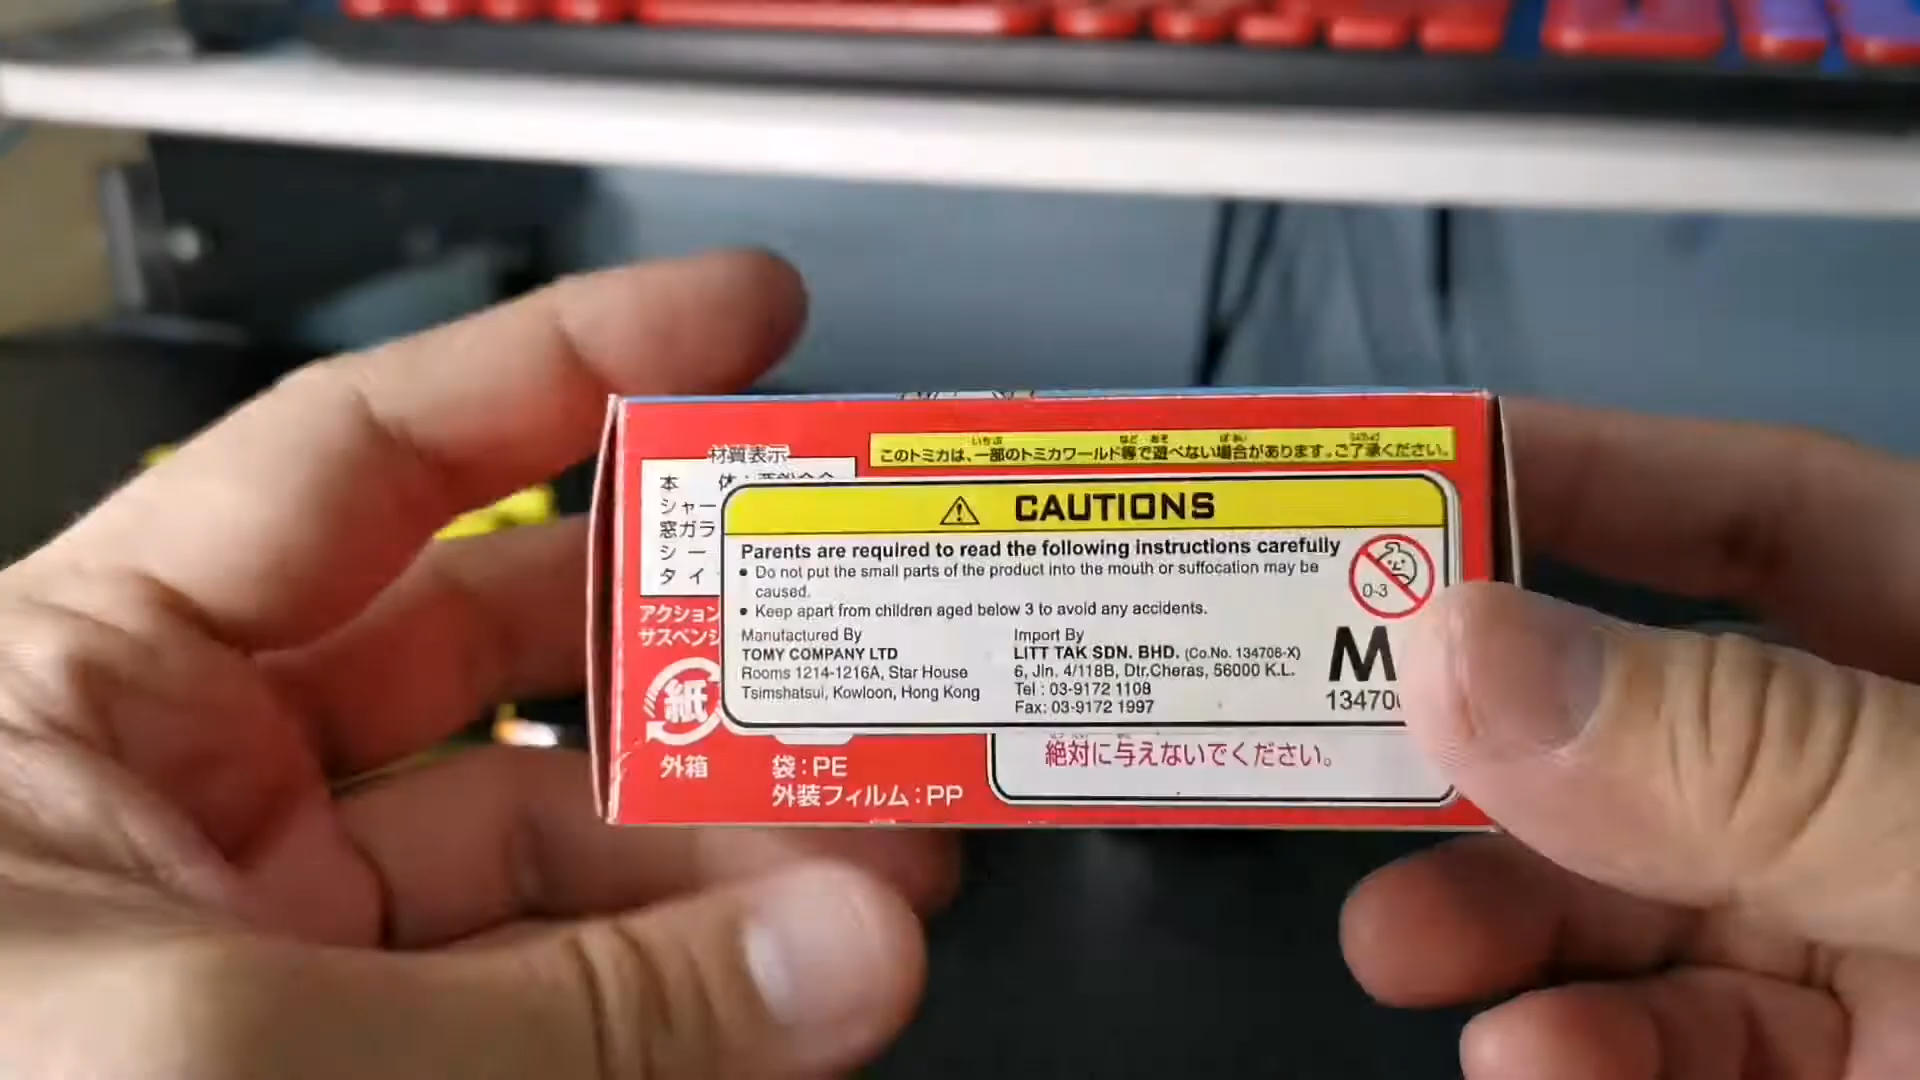 材質表示
このトミカは、一部のトミカワールド等で遊べない場合があります。ご了承ください。
本 体:亜鉛合
シャー
窓ガラ
シー
タイ
アクション
サスペンシ
CAUTIONS
Parents are required to read the following instructions carefully
• Do not put the small parts of the product into the mouth or suffocation may be
caused.
• Keep apart from children aged below 3 to avoid any accidents.
0-3
Manufactured By
TOMY COMPANY LTD
Rooms 1214-1216A, Star House
Tsimshatsui, Kowloon, Hong Kong
Import By
LITT TAK SDN. BHD. (Co.No. 134706-X)
6, Jln. 4/118B, Dtr.Cheras, 56000 K.L.
Tel : 03-9172 1108
Fax: 03-9172 1997
M
13470
紙
外箱
袋:PE
外装フィルム:PP
絶対に与えないでください。